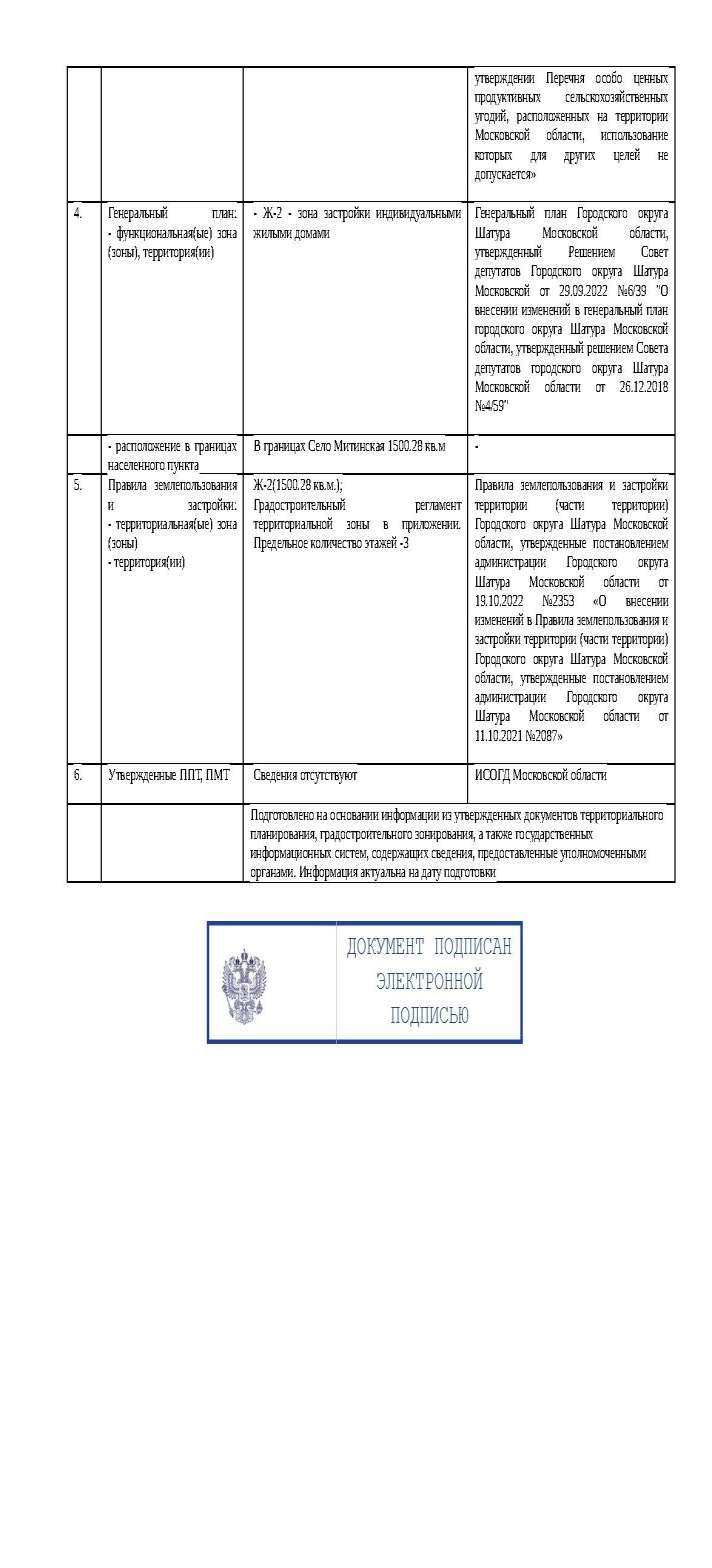 утверждении Перечня особо ценных
продуктивных сельскохозяйственных
угодий, расположенных на территории
Московской области, использование
которых для других целей не
допускается»
4.
Генеральный план:
- функциональная(ые) зона
(зоны), территория(ии)
- Ж-2 - зона застройки индивидуальными
жилыми домами
Генеральный план Городского округа
Шатура Московской области,
утвержденный Решением Совет
депутатов Городского округа Шатура
Московской от 29.09.2022 №6/39 "О
внесении изменений в генеральный план
городского округа Шатура Московской
области, утвержденный решением Совета
депутатов городского округа Шатура
Московской области от 26.12.2018
№4/59"
- расположение в границах
населенного пункта
В границах Село Митинская 1500.28 кв.м
-
5.
Правила землепользования
и застройки:
- территориальная(ые) зона
(зоны)
- территория(ии)
Ж-2(1500.28 кв.м.);
Градостроительный регламент
территориальной зоны в приложении.
Предельное количество этажей -3
Правила землепользования и застройки
территории (части территории)
Городского округа Шатура Московской
области, утвержденные постановлением
администрации Городского округа
Шатура Московской области от
19.10.2022 №2353 «О внесении
изменений в Правила землепользования и
застройки территории (части территории)
Городского округа Шатура Московской
области, утвержденные постановлением
администрации Городского округа
Шатура Московской области от
11.10.2021 №2087»
6.
Утвержденные ППТ, ПМТ
Сведения отсутствуют
ИСОГД Московской области
Подготовлено на основании информации из утвержденных документов территориального
планирования, градостроительного зонирования, а также государственных
информационных систем, содержащих сведения, предоставленные уполномоченными
органами. Информация актуальна на дату подготовки
ДОКУМЕНТ ПОДПИСАН
ЭЛЕКТРОННОЙ
ПОДПИСЬЮ